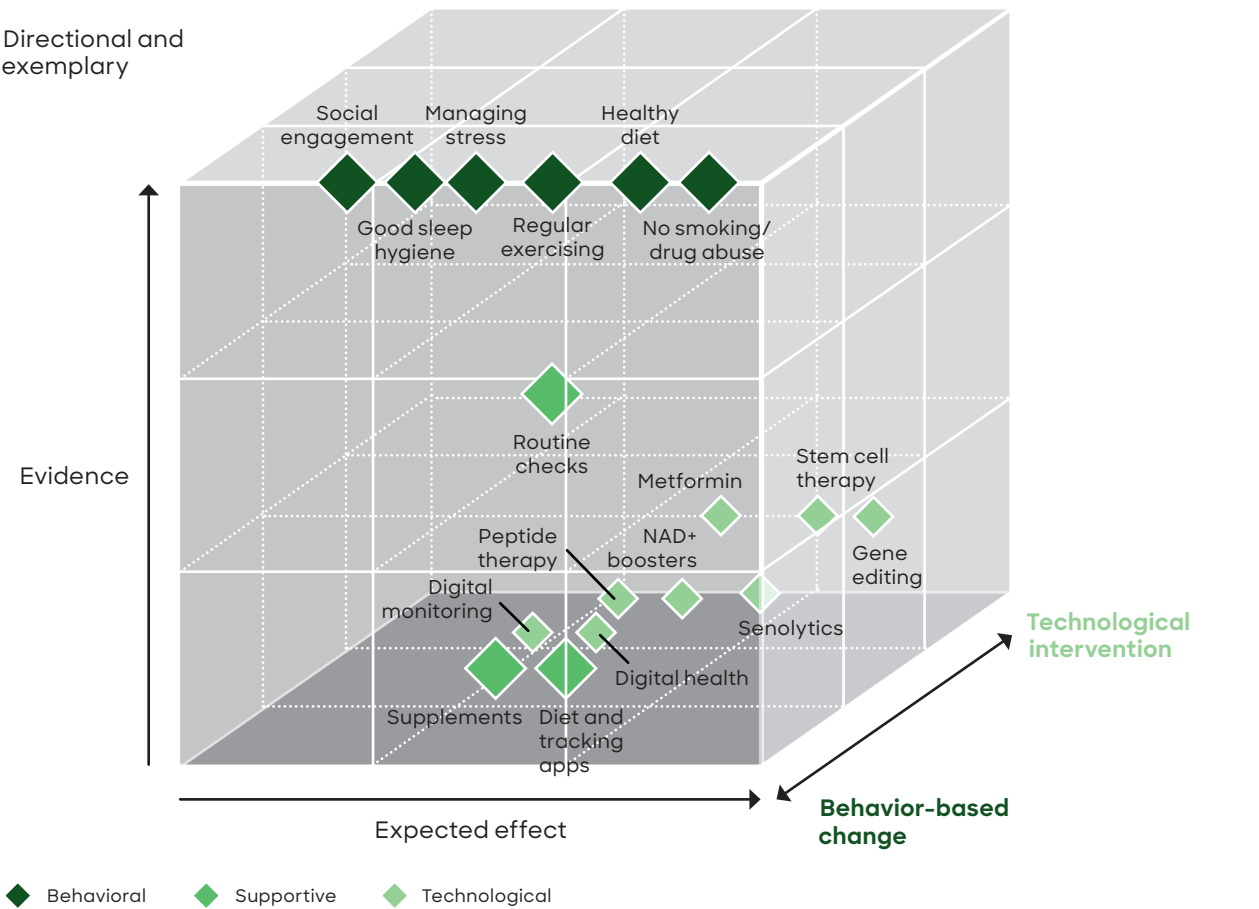 Directional and
exemplary
Social
engagement
Managing
stress
Healthy
diet
Good sleep
hygiene
Regular
exercising
No smoking/
drug abuse
Routine
checks
Evidence
Metformin
Stem cell
therapy
Peptide
therapy
NAD+
boosters
Gene
editing
Digital
monitoring
Senolytics
Technological
intervention
Digital health
Supplements
Diet and
tracking
apps
Expected effect
Behavior-based
change
Behavioral
Supportive
Technological